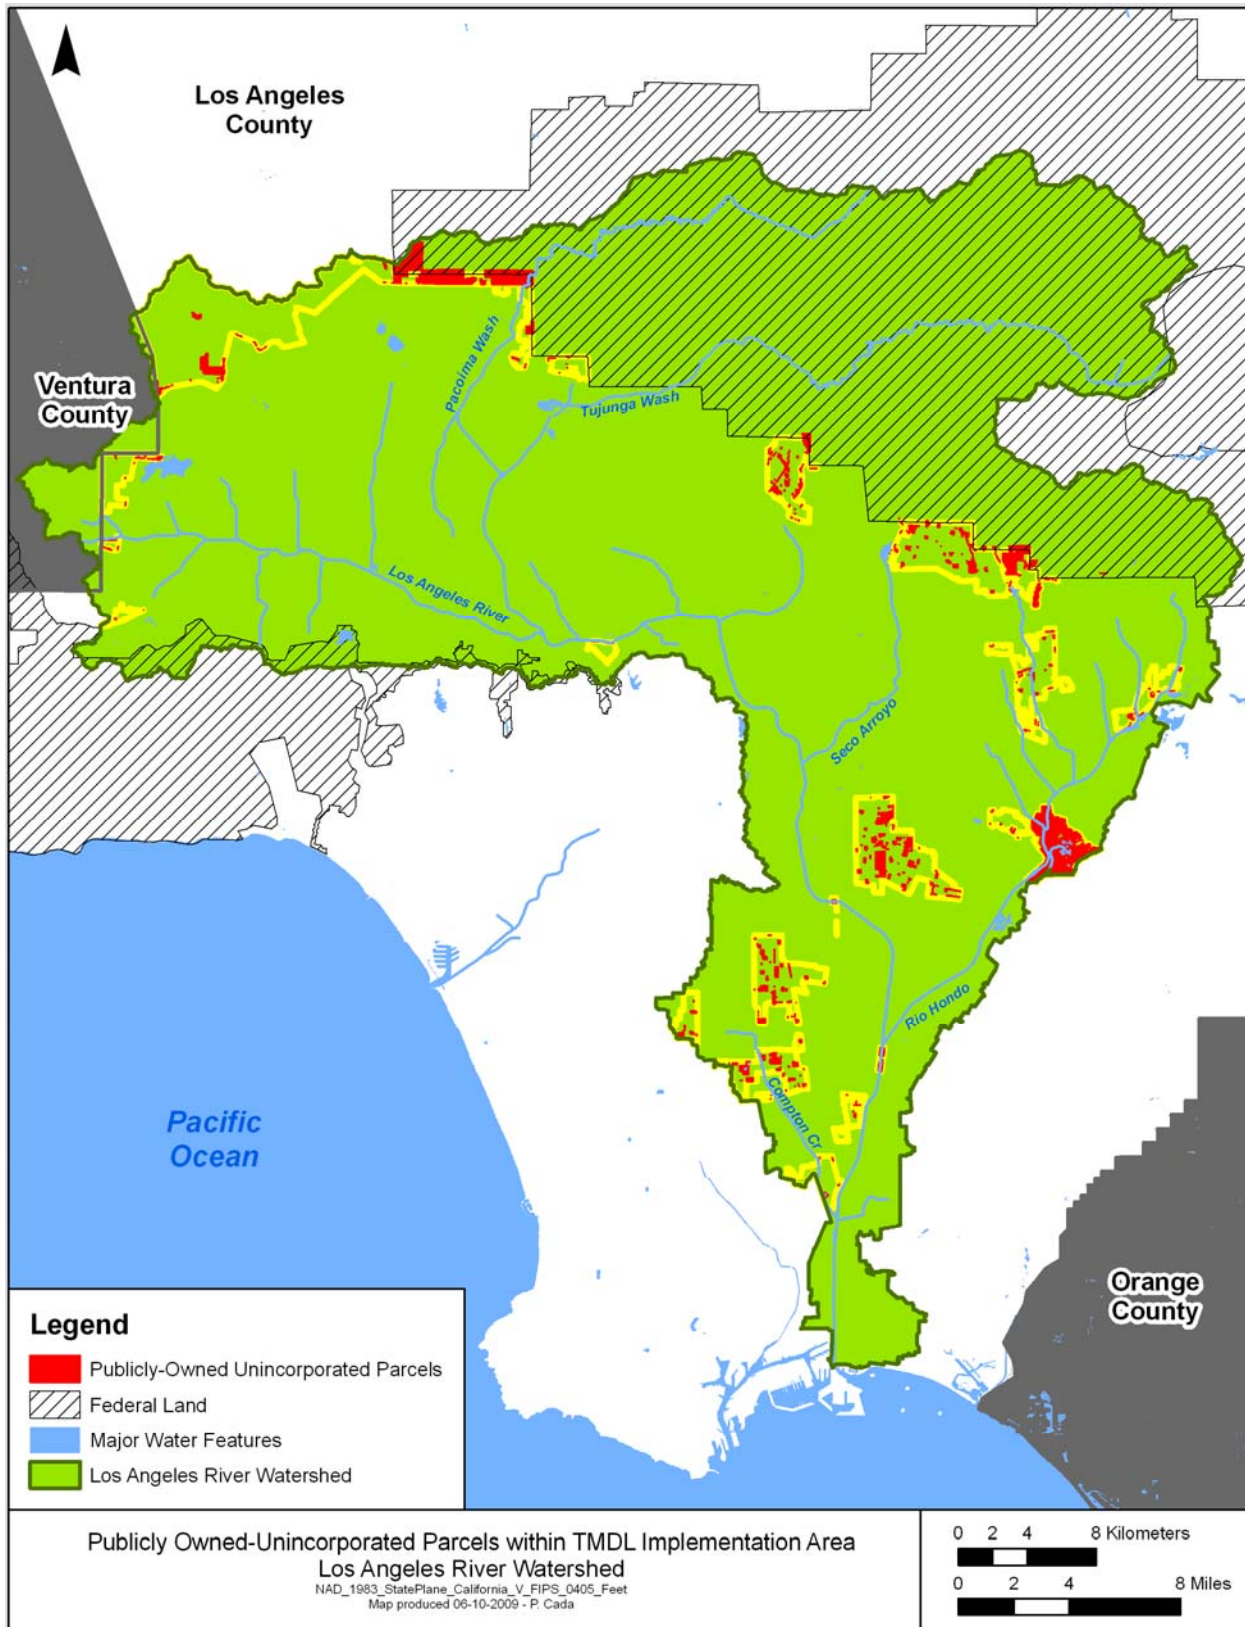 Los Angeles
County
Ventura
County
Pacoima Wash
Tujunga Wash
Los Angeles River
Seco Arroyo
Rio Hondo
Compton Cr
Pacific
Ocean
Orange
County
Legend
Publicly-Owned Unincorporated Parcels
Federal Land
Major Water Features
Los Angeles River Watershed
Publicly Owned-Unincorporated Parcels within TMDL Implementation Area
Los Angeles River Watershed
NAD_1983_StatePlane_California_V_FIPS_0405_Feet
Map produced 06-10-2009 - P. Cada
0 2 4 8 Kilometers
0 2 4 8 Miles